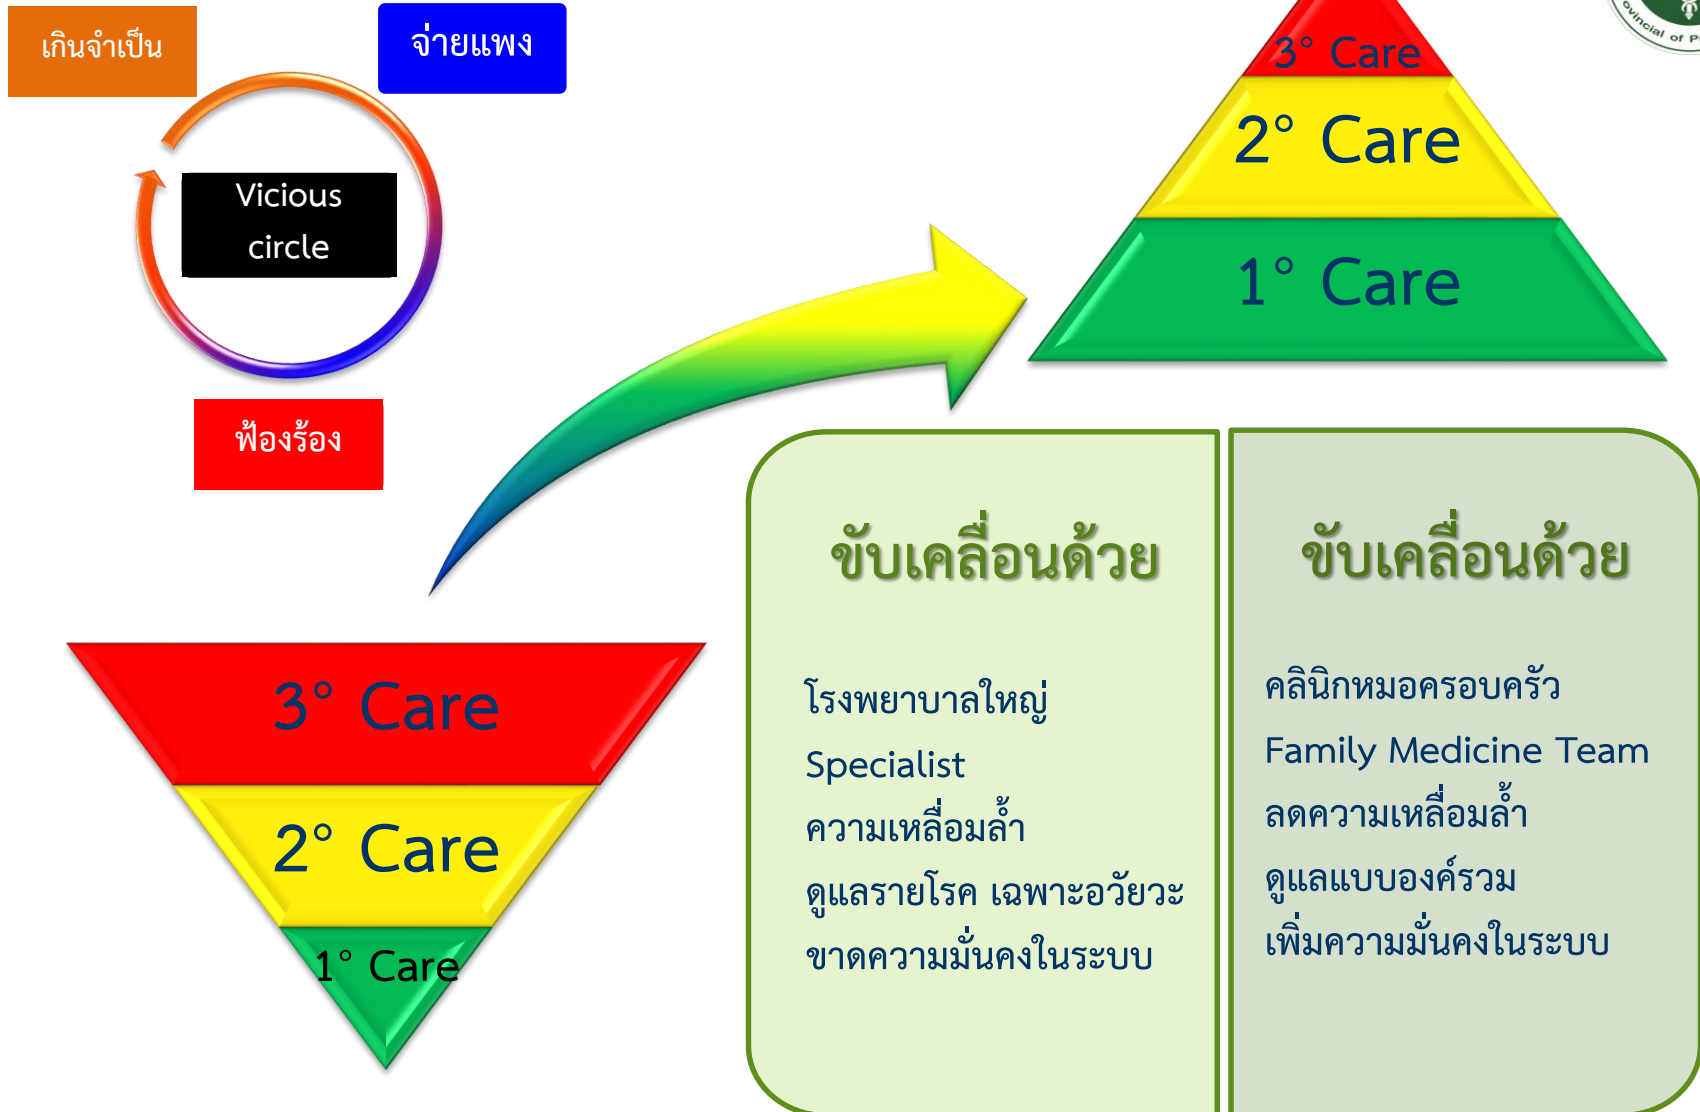 เกินจำเป็น
จ่ายแพง
Vicious
circle
ฟ้องร้อง
3° Care
2° Care
1° Care
3° Care
2° Care
1° Care
ขับเคลื่อนด้วย
โรงพยาบาลใหญ่
Specialist
ความเหลื่อมล้ำ
ดูแลรายโรค เฉพาะอวัยวะ
ขาดความมั่นคงในระบบ
ขับเคลื่อนด้วย
คลินิกหมอครอบครัว
Family Medicine Team
ลดความเหลื่อมล้ำ
ดูแลแบบองค์รวม
เพิ่มความมั่นคงในระบบ